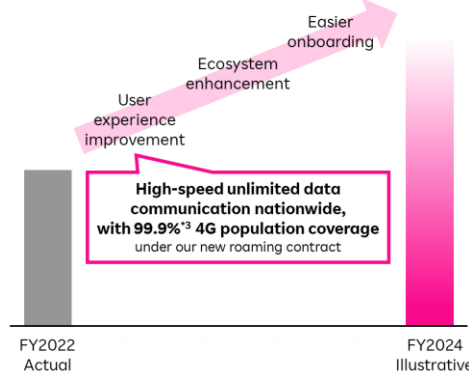 Easier
onboarding
Ecosystem
enhancement
User
experience
improvement
High-speed unlimited data
communication nationwide,
with 99.9%*3 4G population coverage
under our new roaming contract
FY2022
Actual
FY2024
Illustrative